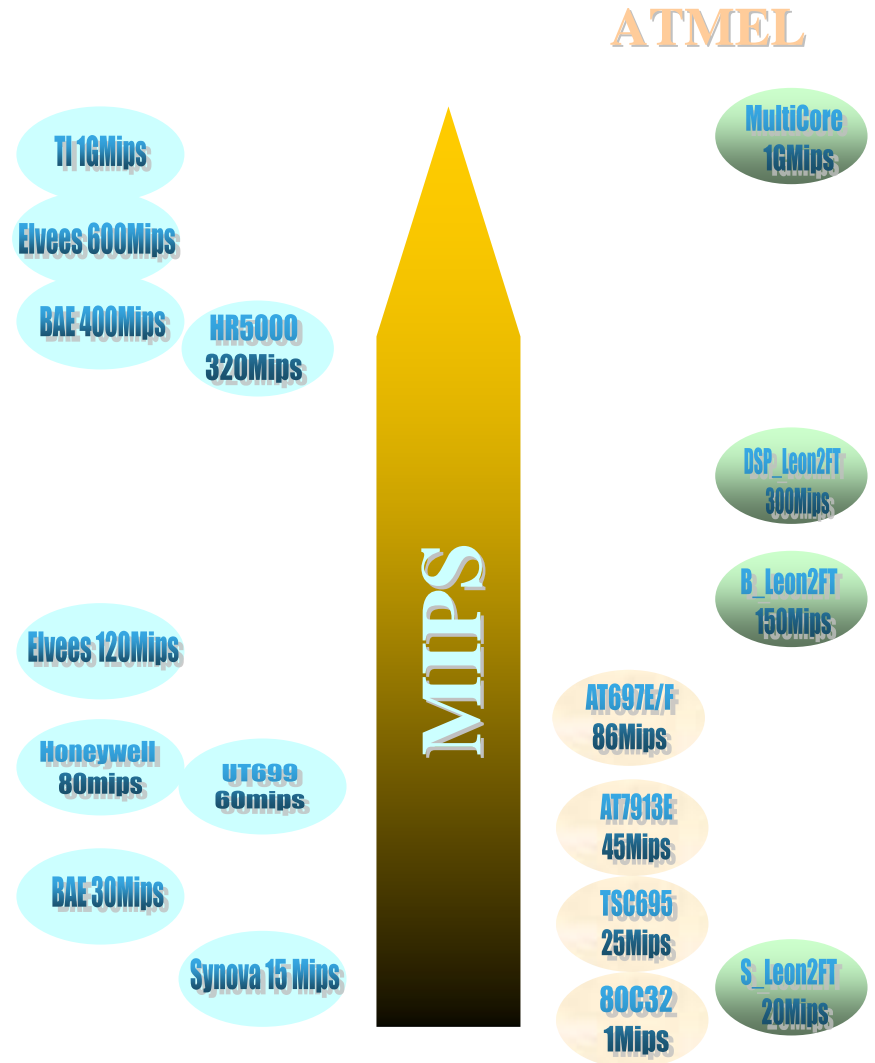 ATMEL
MultiCore
1GMips
TI 1GMips
Elvees 600Mips
BAE 400Mips
HR5000
320Mips
DSP_Leon2FT
300Mips
B_Leon2FT
150Mips
MIPS
Elvees 120Mips
AT697E/F
86Mips
Honeywell
80mips
UT699
60mips
AT7913E
45Mips
BAE 30Mips
TSC695
25Mips
Synova 15 Mips
S_Leon2FT
20Mips
80C32
1Mips